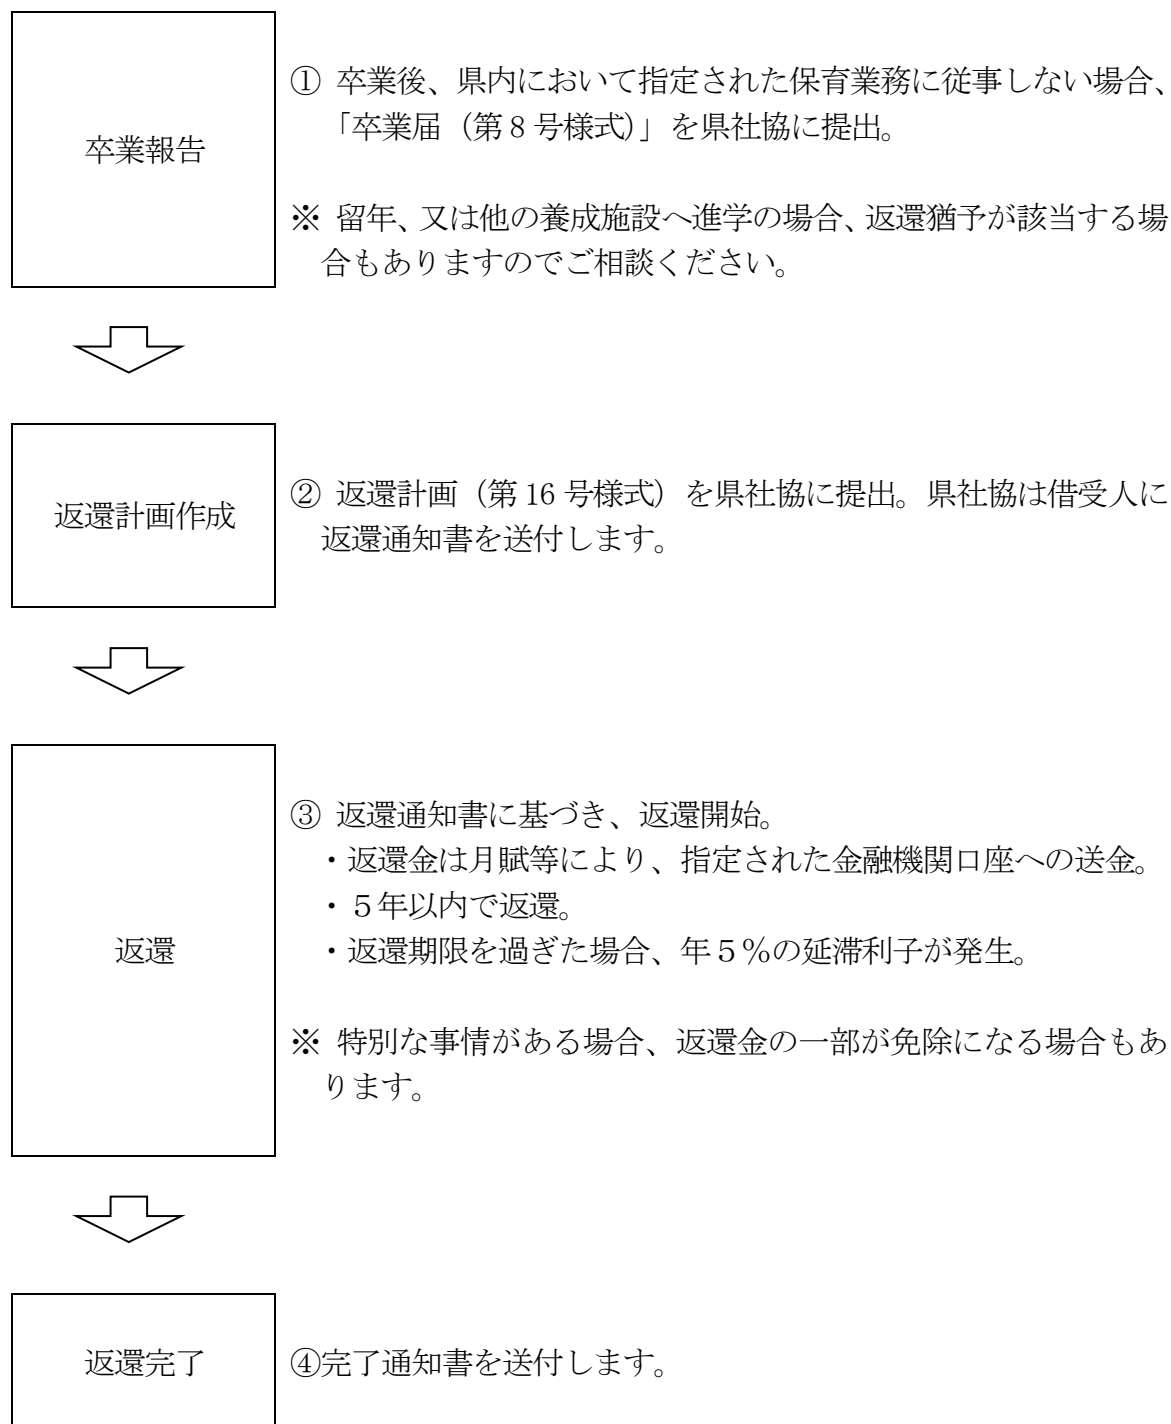 卒業報告
① 卒業後、県内において指定された保育業務に従事しない場合、
「卒業届（第８号様式）」を県社協に提出。
※ 留年、又は他の養成施設へ進学の場合、返還猶予が該当する場
合もありますのでご相談ください。
返還計画作成
② 返還計画（第 16 号様式）を県社協に提出。県社協は借受人に
返還通知書を送付します。
返還
③ 返還通知書に基づき、返還開始。
・返還金は月賦等により、指定された金融機関口座への送金。
・５年以内で返還。
・返還期限を過ぎた場合、年５％の延滞利子が発生。
※ 特別な事情がある場合、返還金の一部が免除になる場合もあ
ります。
返還完了
④完了通知書を送付します。